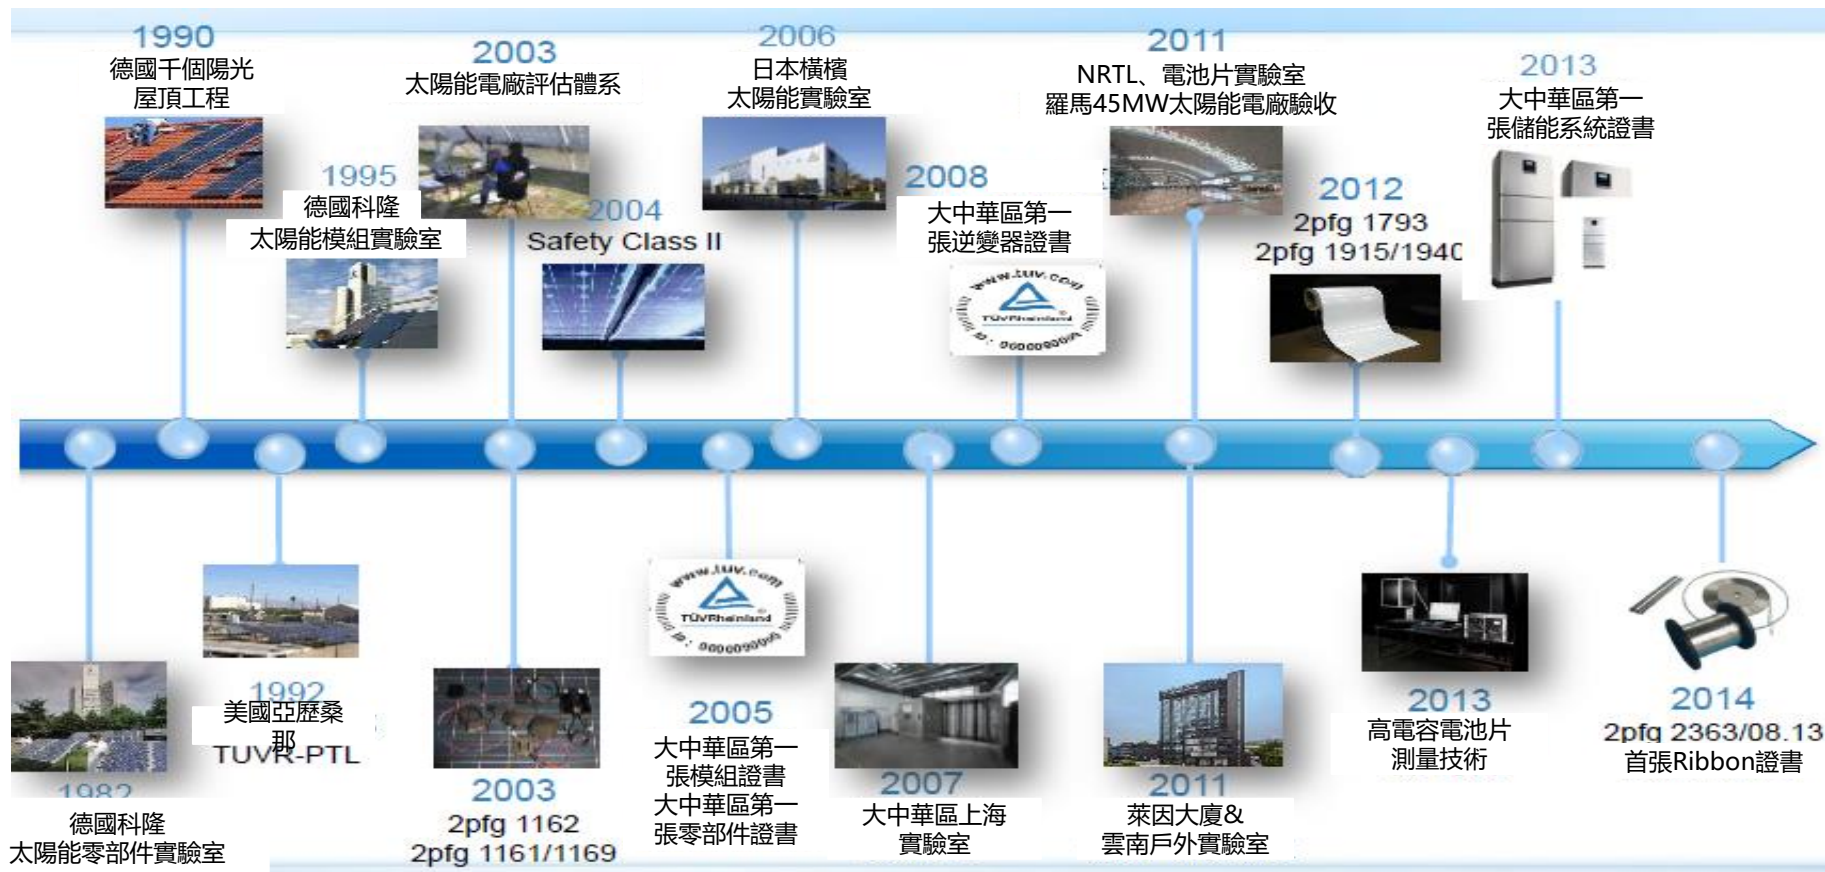 1990
德國千個陽光
屋頂工程
1995
德國科隆
太陽能模組實驗室
2003
太陽能電廠評估體系
2004
Safety Class II
2006
日本橫檳
太陽能實驗室
2008
大中華區第一
張逆變器證書
www.tuv.com
TÜVRheinland
2011
NRTL、電池片實驗室
羅馬45MW太陽能電廠驗收
2012
2pfg 1793
2pfg 1915/1940
2013
大中華區第一
張儲能系統證書
1982
德國科隆
太陽能零部件實驗室
1992
美國亞歷桑
那
TUVR-PTL
2003
2pfg 1162
2pfg 1161/1169
www.tuv.com
TÜVRheinland
2005
大中華區第一
張模組證書
大中華區第一
張零部件證書
2007
大中華區上海
實驗室
2011
萊因大廈&
雲南戶外實驗室
2013
高電容電池片
測量技術
2014
2pfg 2363/08.13
首張Ribbon證書